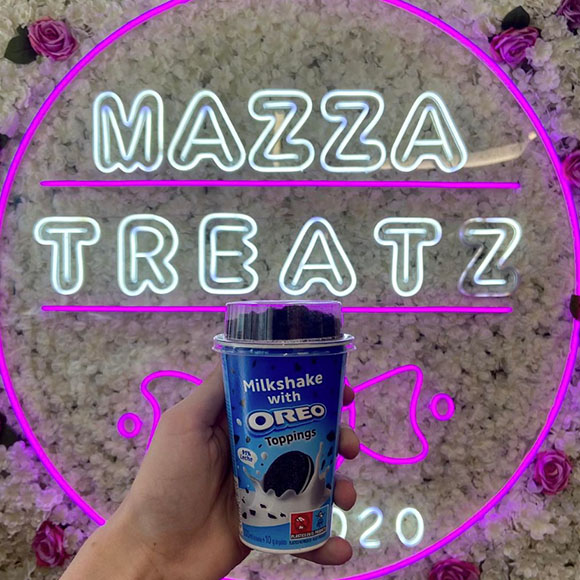 MAZZA
TREATZ
Milkshake
with
OREO
Toppings
020